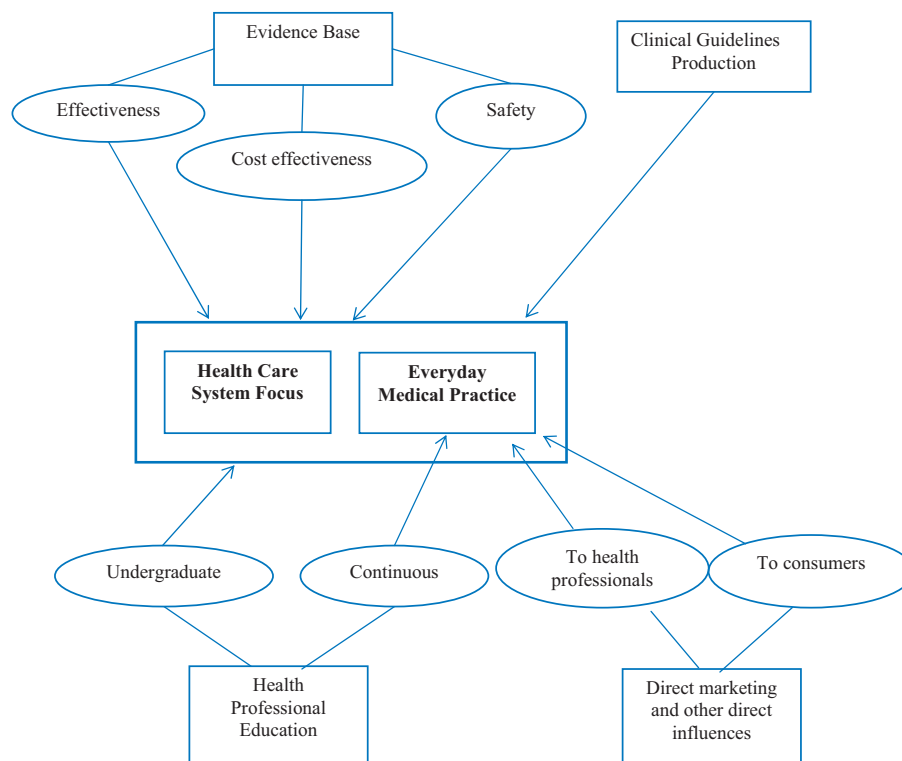 Evidence Base
Clinical Guidelines
Production
Effectiveness
Safety
Cost effectiveness
Health Care
System Focus
Everyday
Medical Practice
Undergraduate
Continuous
To health
professionals
To consumers
Health
Professional
Education
Direct marketing
and other direct
influences